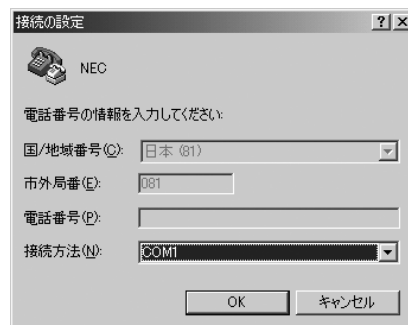 接続の設定
NEC
電話番号の情報を入力してください:
国/地域番号(C): 日本 (81)
市外局番(E): 081
電話番号(P):
接続方法(N): COM1
OK キャンセル